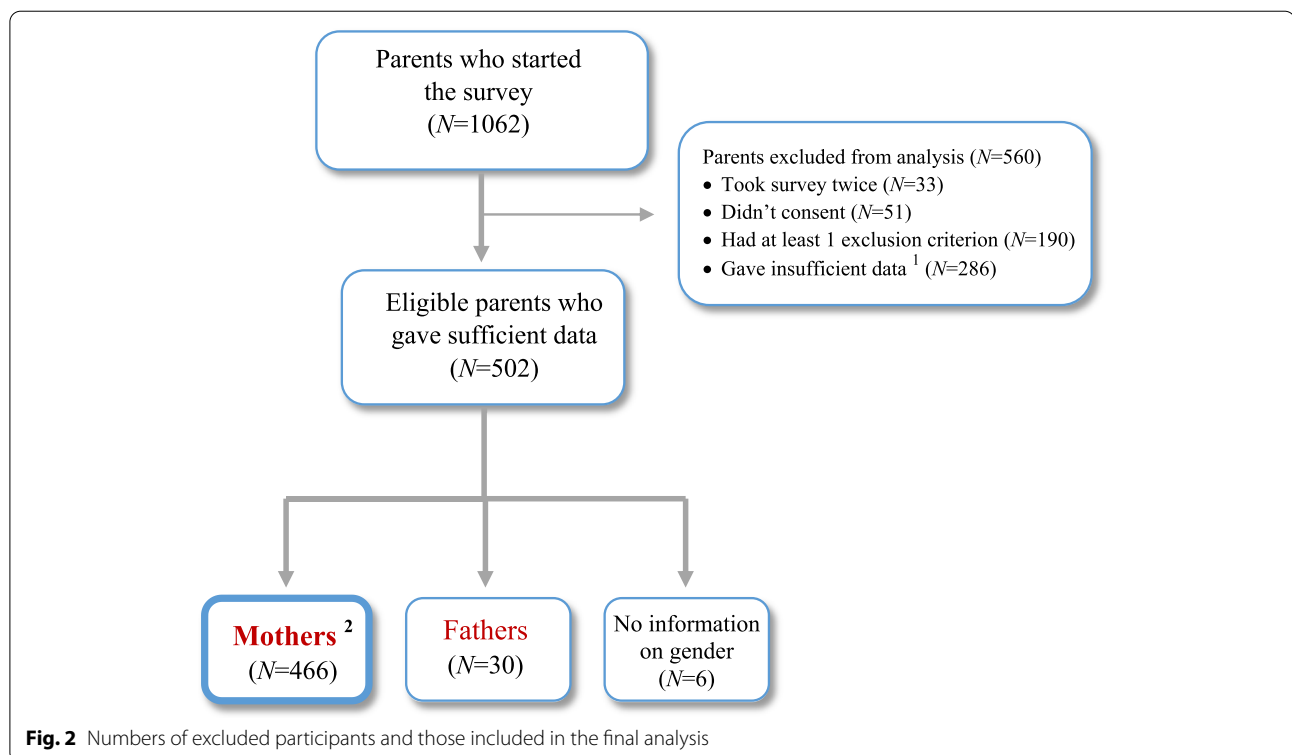 Parents who started
the survey
(N=1062)
Parents excluded from analysis (N=560)
• Took survey twice (N=33)
• Didn’t consent (N=51)
• Had at least 1 exclusion criterion (N=190)
• Gave insufficient data 1 (N=286)
Eligible parents who
gave sufficient data
(N=502)
Mothers 2
(N=466)
Fathers
(N=30)
No information
on gender
(N=6)
Fig. 2 Numbers of excluded participants and those included in the final analysis